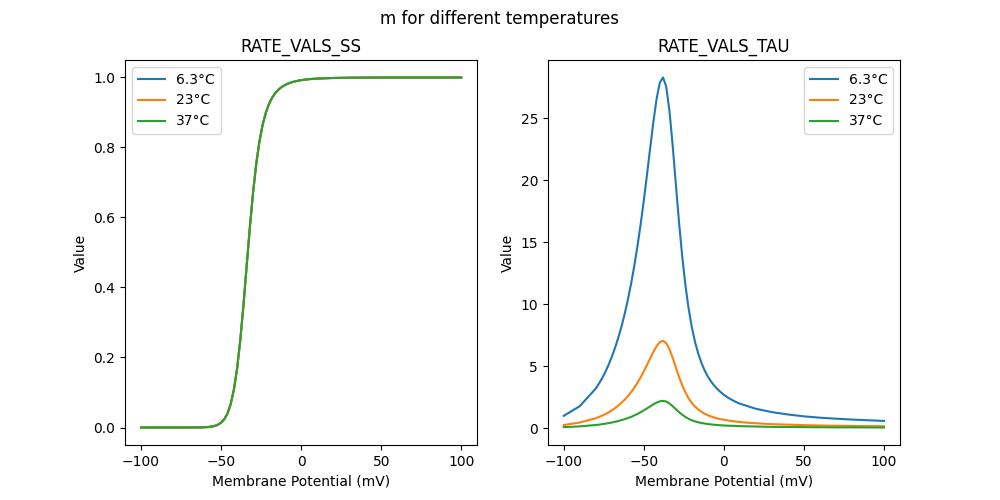 m for different temperatures
RATE_VALS_SS
1.0
0.8
0.6
0.4
0.2
0.0
Value
6.3°C
23°C
37°C
−100
−50
0
50
100
Membrane Potential (mV)
RATE_VALS_TAU
25
20
15
10
5
0
Value
6.3°C
23°C
37°C
−100
−50
0
50
100
Membrane Potential (mV)